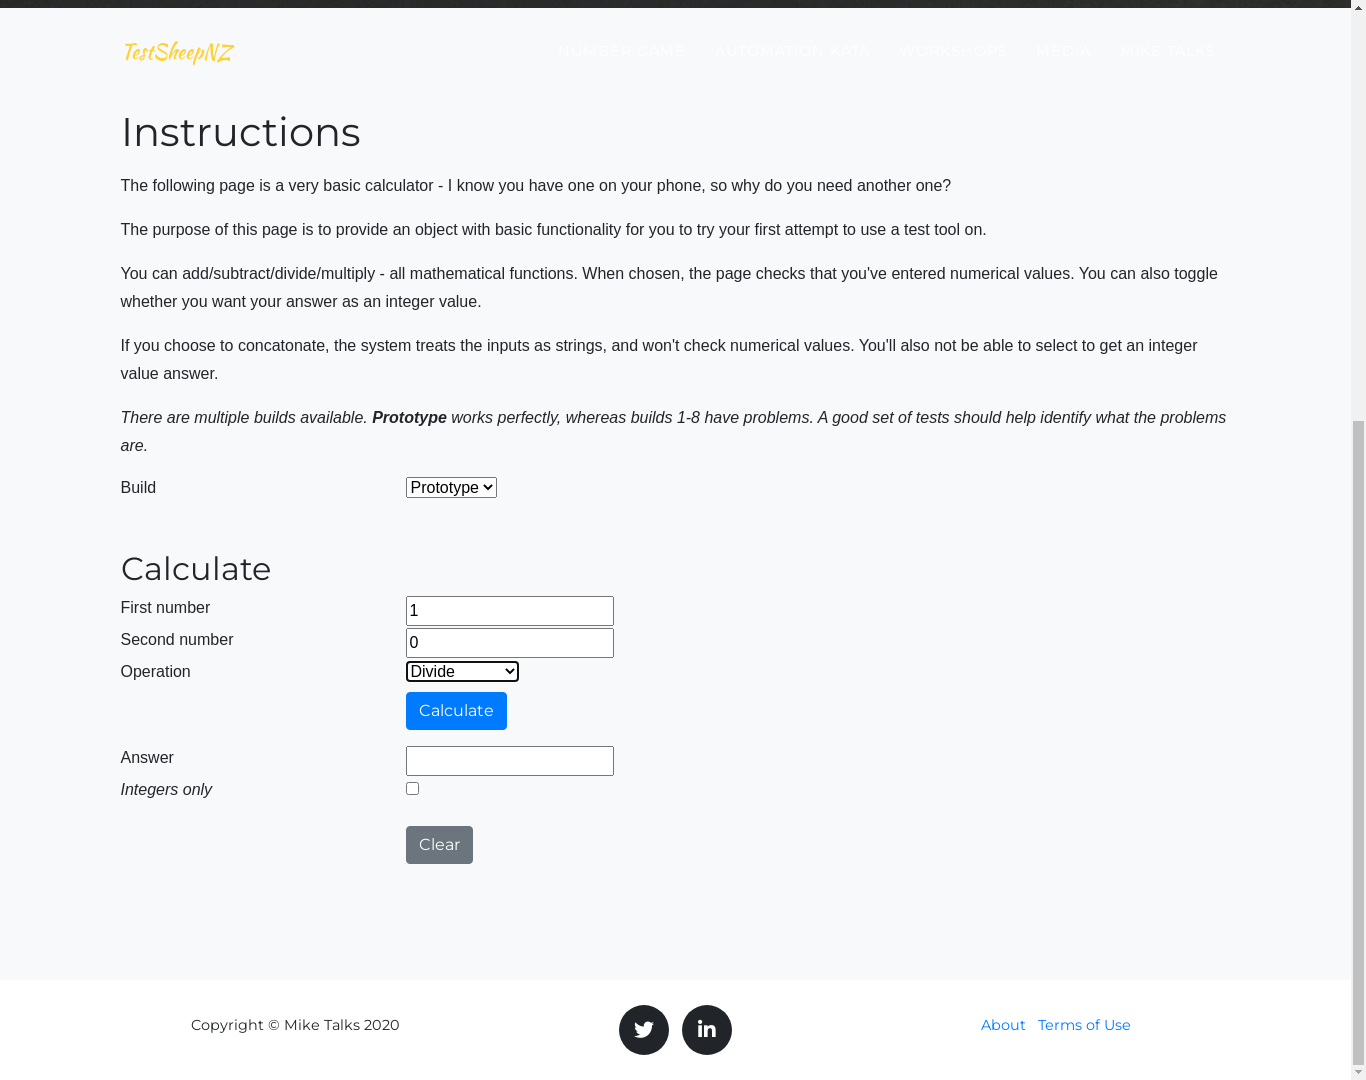 TestSheepNZ
NUMBER GAME AUTOMATION KATA WORKSHOPS MEDIA MIKE TALKS
Instructions
The following page is a very basic calculator - I know you have one on your phone, so why do you need another one?
The purpose of this page is to provide an object with basic functionality for you to try your first attempt to use a test tool on.
You can add/subtract/divide/multiply - all mathematical functions. When chosen, the page checks that you've entered numerical values. You can also toggle
whether you want your answer as an integer value.
If you choose to concatonate, the system treats the inputs as strings, and won't check numerical values. You'll also not be able to select to get an integer
value answer.
There are multiple builds available. Prototype works perfectly, whereas builds 1-8 have problems. A good set of tests should help identify what the problems
are.
Build Prototype
Calculate
First number 1
Second number 0
Operation Divide
Calculate
Answer
Integers only
Clear
Copyright © Mike Talks 2020 About Terms of Use